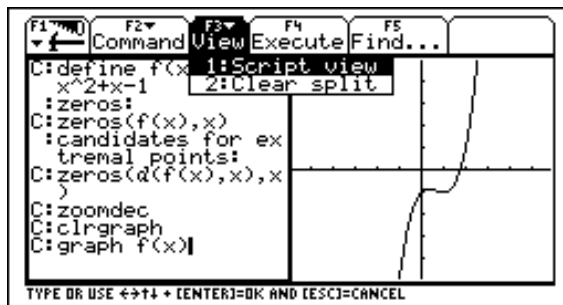 F1 F2 F3 F4 F5
Command View Execute Find...
1:Script view
2:Clear split
C:define f(x
x^2+x-1
:zeros:
C:zeros(f(x),x)
:candidates for ex
tremal points:
C:zeros(d(f(x),x),x
)
C:zoomdec
C:clrgraph
C:graph f(x)
TYPE OR USE ←→↑↓ + [ENTER]=OK AND [ESC]=CANCEL